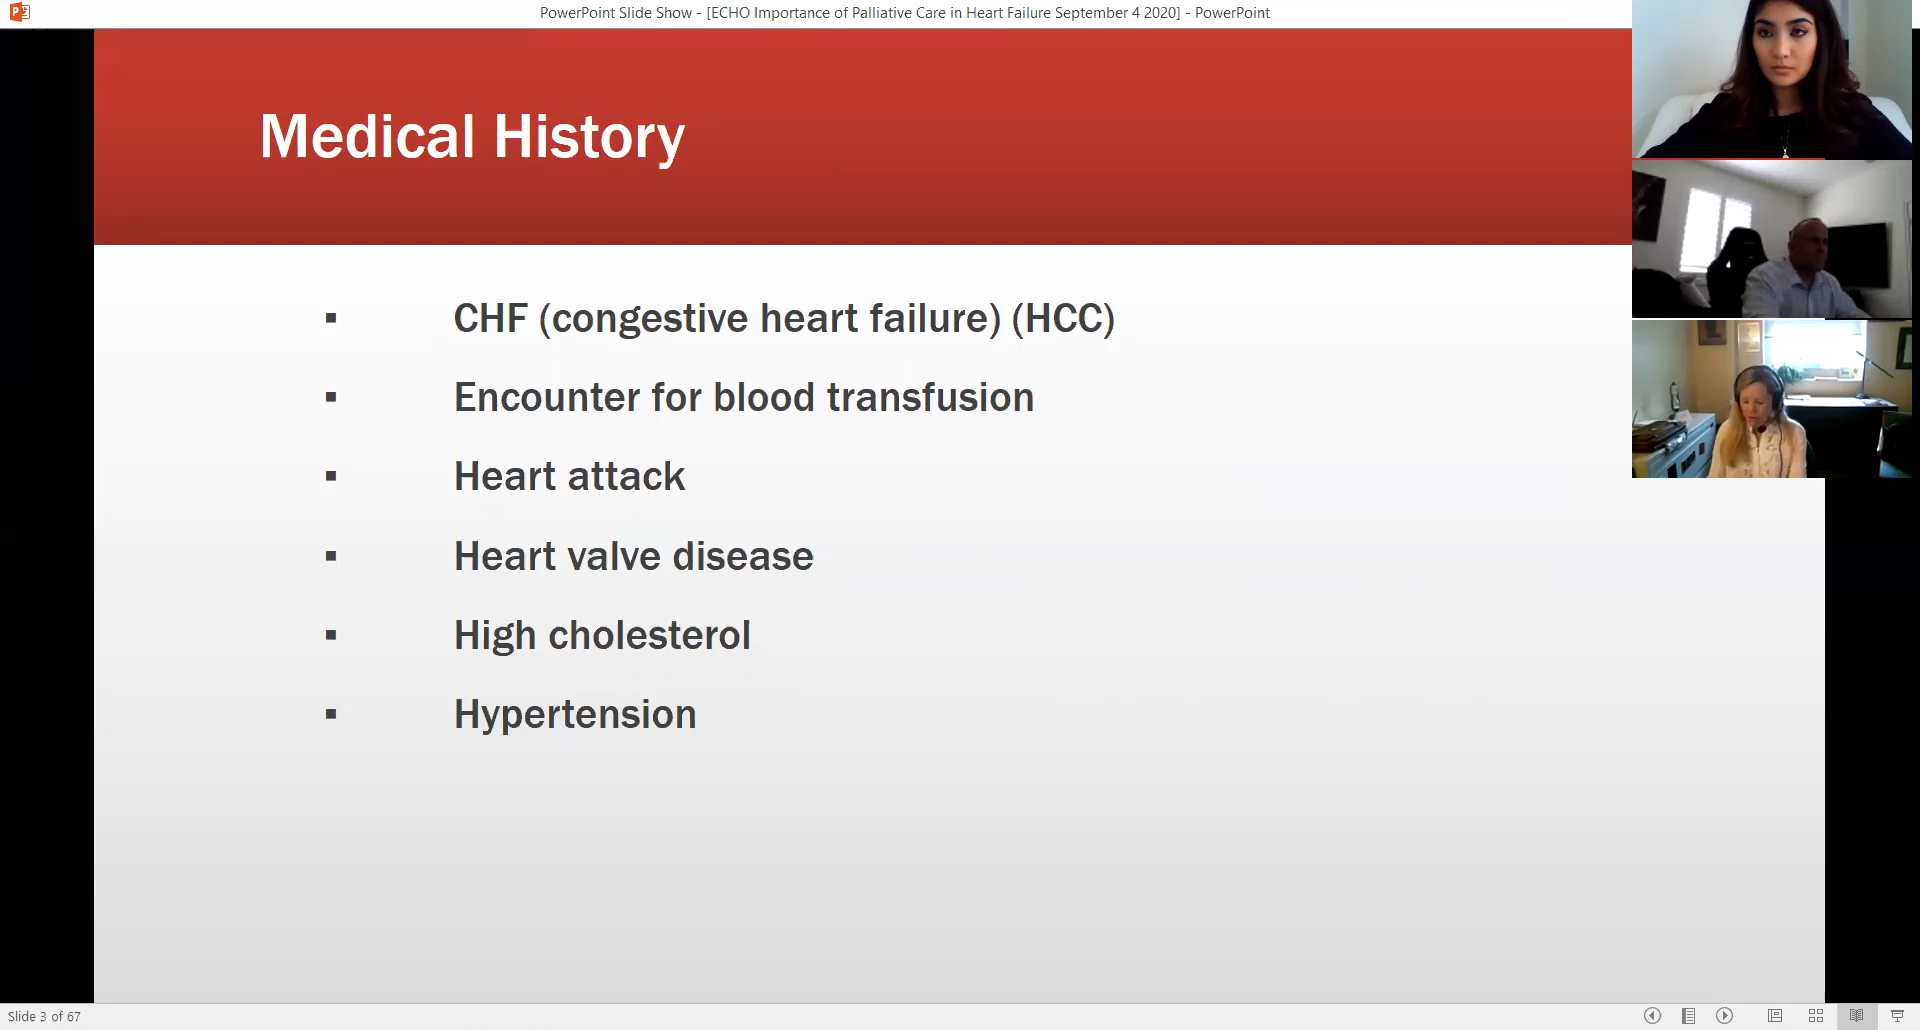 PowerPoint Slide Show - [ECHO Importance of Palliative Care in Heart Failure September 4 2020] - PowerPoint
Medical History
▪ CHF (congestive heart failure) (HCC)
▪ Encounter for blood transfusion
▪ Heart attack
▪ Heart valve disease
▪ High cholesterol
▪ Hypertension
Slide 3 of 67